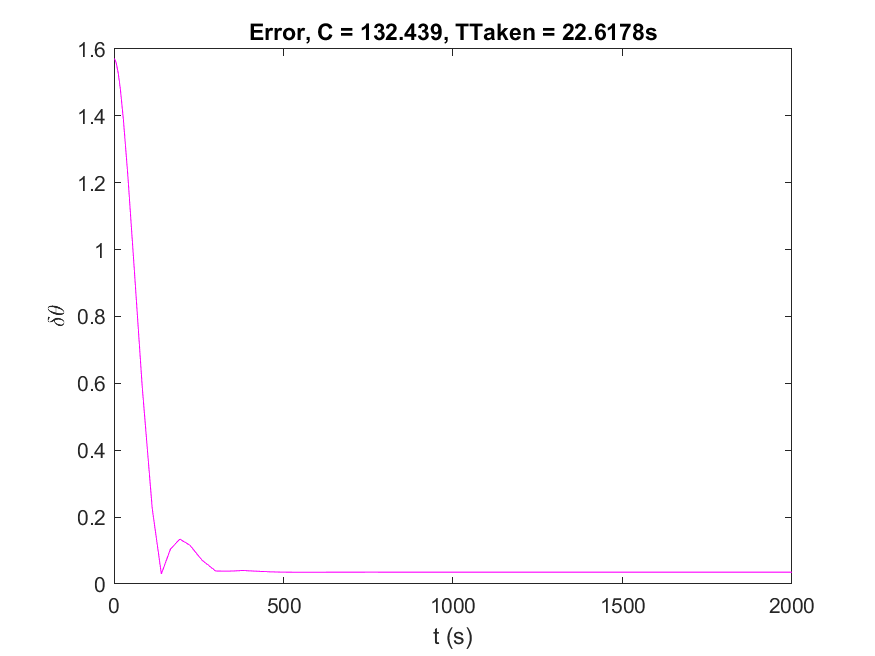 Error, C = 132.439, TTaken = 22.6178s
1.6
1.4
1.2
1
0.8
0.6
0.4
0.2
0
δθ
0 500 1000 1500 2000
t (s)